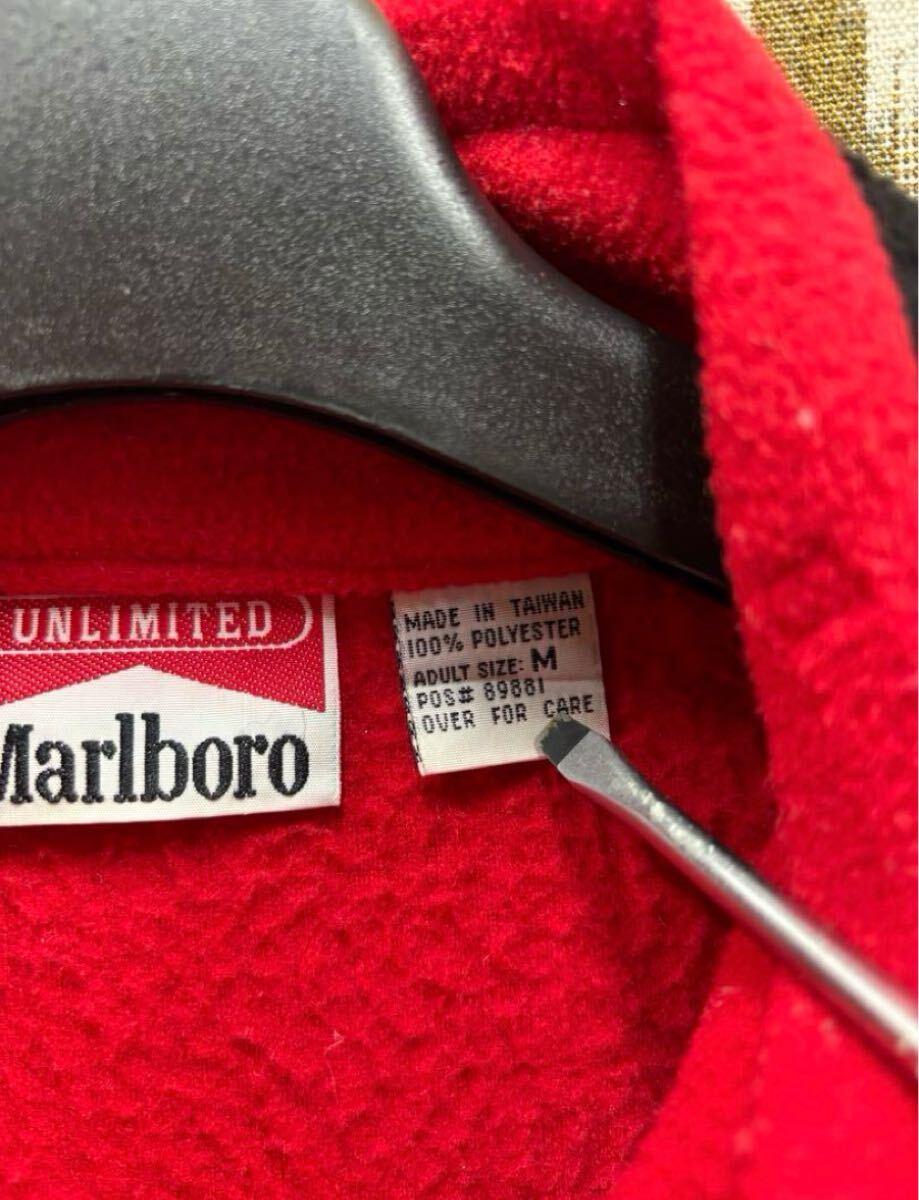 UNLIMITED
Marlboro
MADE IN TAIWAN
100% POLYESTER
ADULT SIZE: M
POS# 89881
OVER FOR CARE